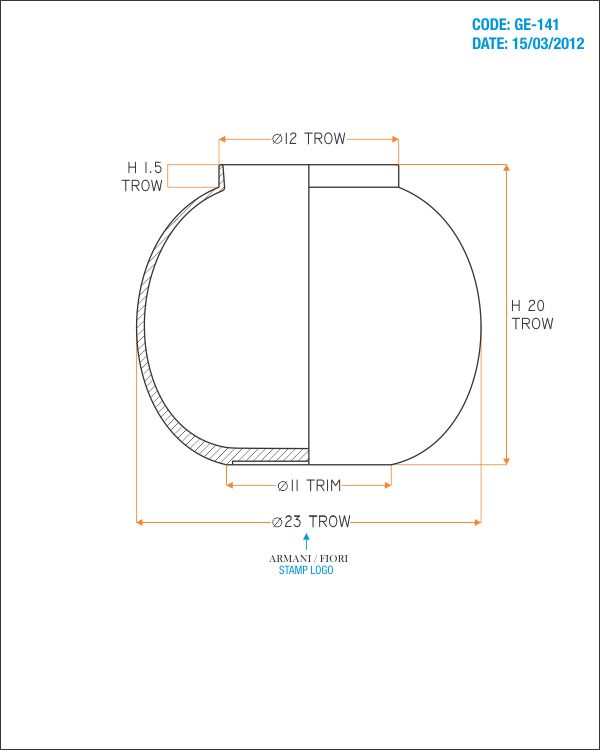 CODE: GE-141
DATE: 15/03/2012
Ø12 TROW
H 1.5
TROW
H 20
TROW
Ø11 TRIM
Ø23 TROW
ARMANI / FIORI
STAMP LOGO